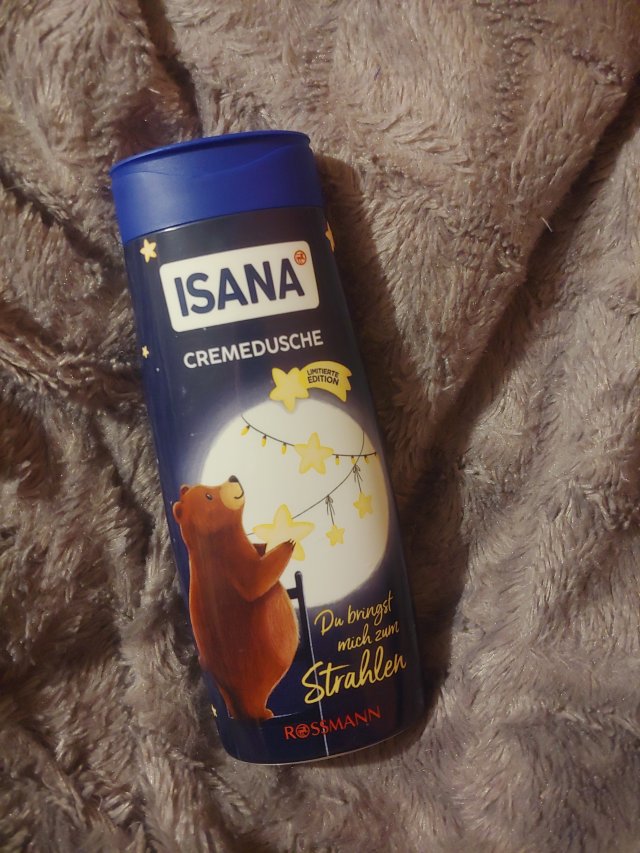 ISANA
CREMEDUSCHE
LIMITIERTE
EDITION
Du bringst
mich zum
Strahlen
ROSSMANN